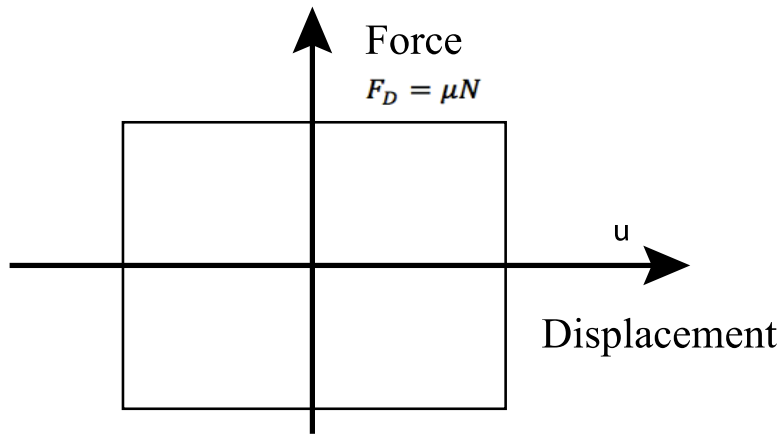 Force
F_D = μN
u
Displacement